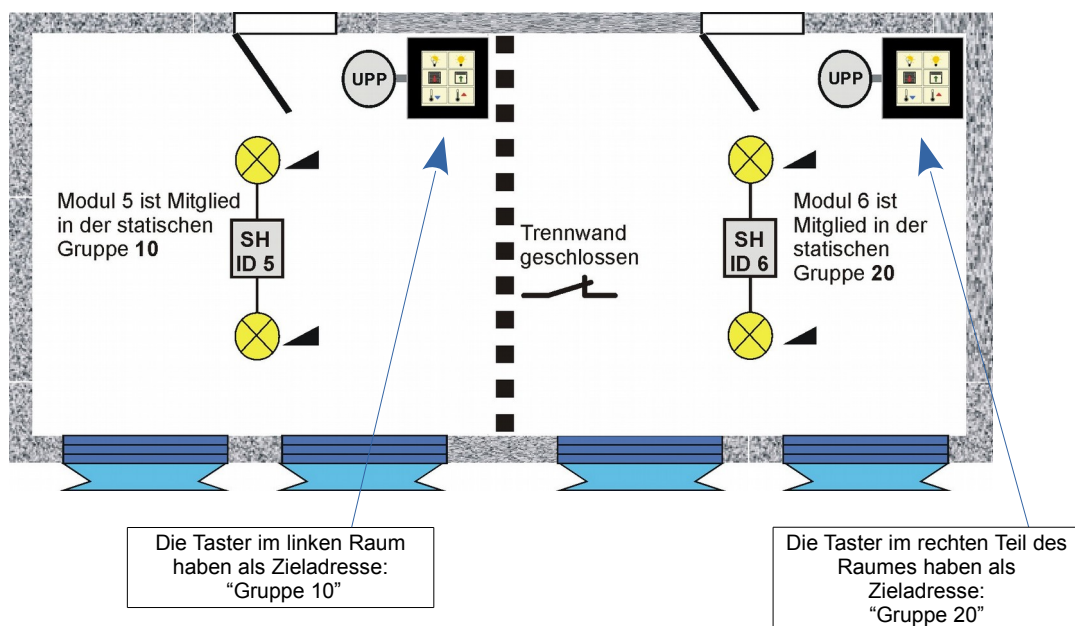 UPP
UPP
Modul 5 ist Mitglied
in der statischen
Gruppe 10
SH
ID 5
Trennwand
geschlossen
SH
ID 6
Modul 6 ist
Mitglied in der
statischen
Gruppe 20
Die Taster im linken Raum
haben als Zieladresse:
“Gruppe 10”
Die Taster im rechten Teil des
Raumes haben als
Zieladresse:
“Gruppe 20”